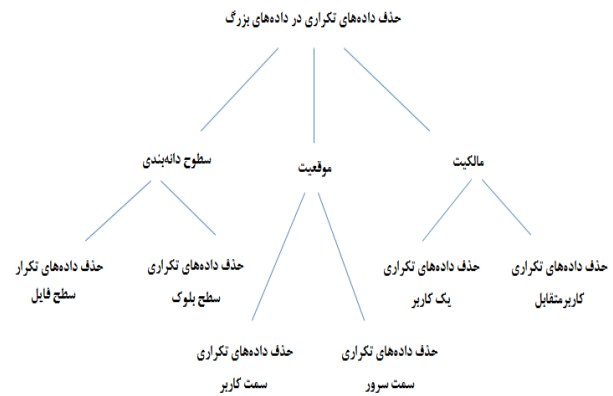 حذف داده‌های تکراری در داده‌های بزرگ
مالکیت
موقعیت
سطوح دانه‌بندی
حذف داده‌های تکراری
کاربرمتقابل
حذف داده‌های تکراری
یک کاربر
حذف داده‌های تکراری
سطح بلوک
حذف داده‌های تکرار
سطح فایل
حذف داده‌های تکراری
سمت سرور
حذف داده‌های تکراری
سمت کاربر